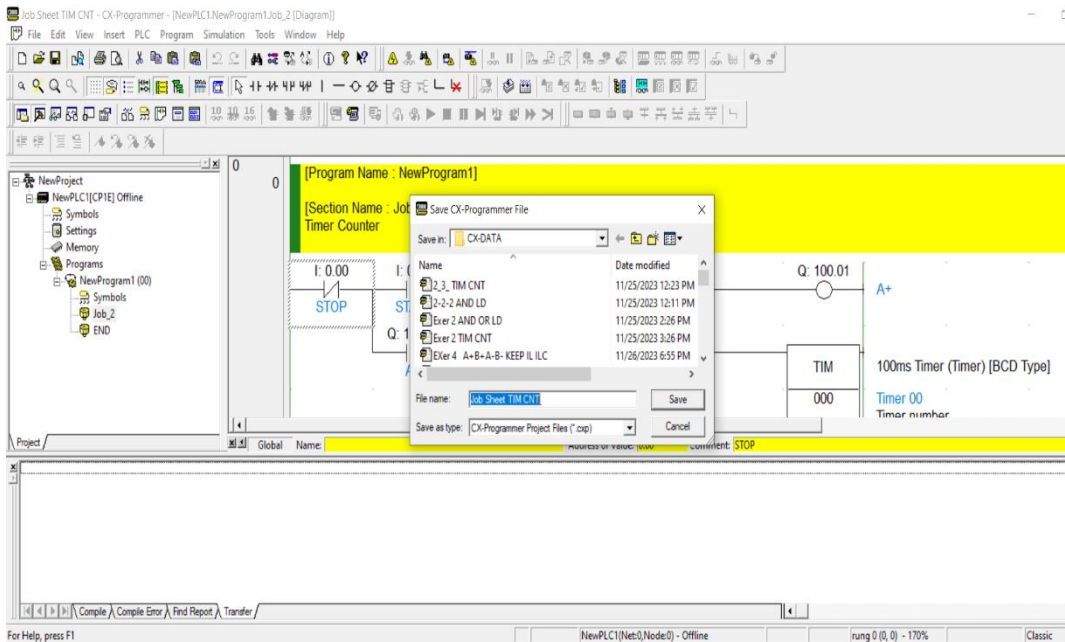 Job Sheet TIM CNT - CX-Programmer - [NewPLC1.NewProgram1.Job_2 [Diagram]]
File Edit View Insert PLC Program Simulation Tools Window Help
10 10 16
NewProject
NewPLC1[CP1E] Offline
Symbols
Settings
Memory
Programs
NewProgram1 (00)
Symbols
Job_2
END
Project
0
0
[Program Name : NewProgram1]
[Section Name : Job
Timer Counter
I: 0.00
STOP
Q: 100.01
A+
TIM
100ms Timer (Timer) [BCD Type]
000
Timer 00
Timer number
Save CX-Programmer File
Save in: CX-DATA
Name Date modified
2_3_ TIM CNT 11/25/2023 12:23 PM
2-2-2 AND LD 11/25/2023 12:11 PM
Exer 2 AND OR LD 11/25/2023 2:26 PM
Exer 2 TIM CNT 11/25/2023 3:26 PM
EXer 4 A+B+A-B- KEEP IL ILC 11/26/2023 6:55 PM
File name: Job Sheet TIM CNT Save
Save as type: CX-Programmer Project Files (*.cxp) Cancel
Global Name: Address or Value: 0.00 Comment: STOP
Compile Compile Error Find Report Transfer
For Help, press F1 NewPLC1(Net:0,Node:0) - Offline rung 0 (0, 0) - 170% Classic